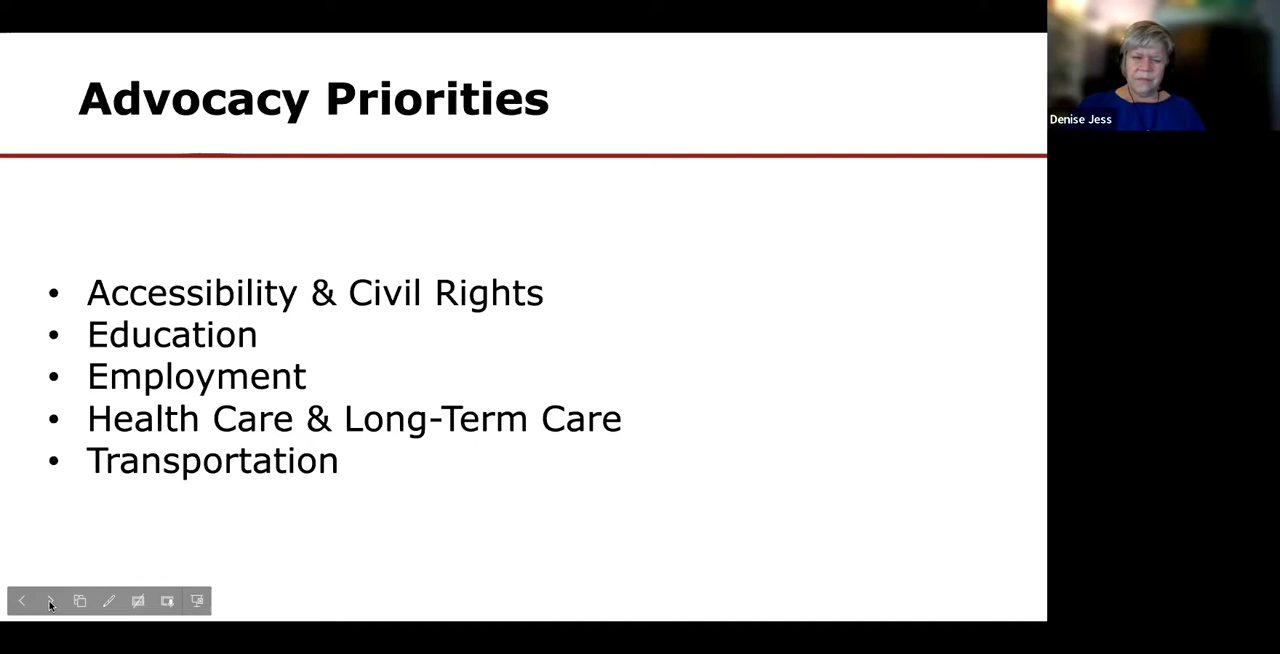 Advocacy Priorities
Denise Jess
• Accessibility & Civil Rights
• Education
• Employment
• Health Care & Long-Term Care
• Transportation